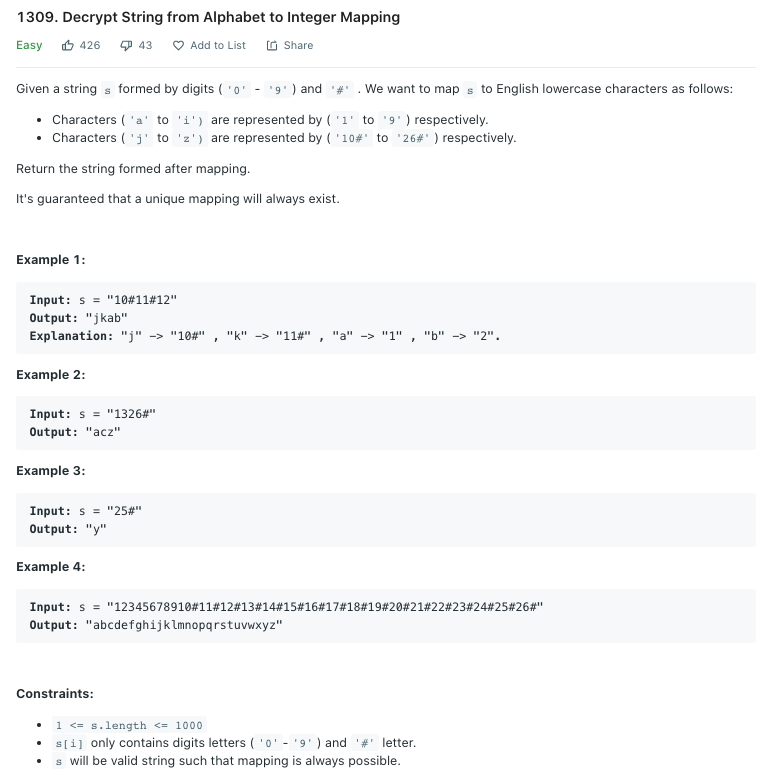 1309. Decrypt String from Alphabet to Integer Mapping
Easy 426 43 Add to List Share
Given a string s formed by digits ( '0' - '9' ) and '#' . We want to map s to English lowercase characters as follows:
• Characters ( 'a' to 'i') are represented by ( '1' to '9' ) respectively.
• Characters ( 'j' to 'z') are represented by ( '10#' to '26#' ) respectively.
Return the string formed after mapping.
It's guaranteed that a unique mapping will always exist.
Example 1:
Input: s = "10#11#12"
Output: "jkab"
Explanation: "j" -> "10#" , "k" -> "11#" , "a" -> "1" , "b" -> "2".
Example 2:
Input: s = "1326#"
Output: "acz"
Example 3:
Input: s = "25#"
Output: "y"
Example 4:
Input: s = "12345678910#11#12#13#14#15#16#17#18#19#20#21#22#23#24#25#26#"
Output: "abcdefghijklmnopqrstuvwxyz"
Constraints:
• 1 <= s.length <= 1000
• s[i] only contains digits letters ( '0'- '9' ) and '#' letter.
• s will be valid string such that mapping is always possible.